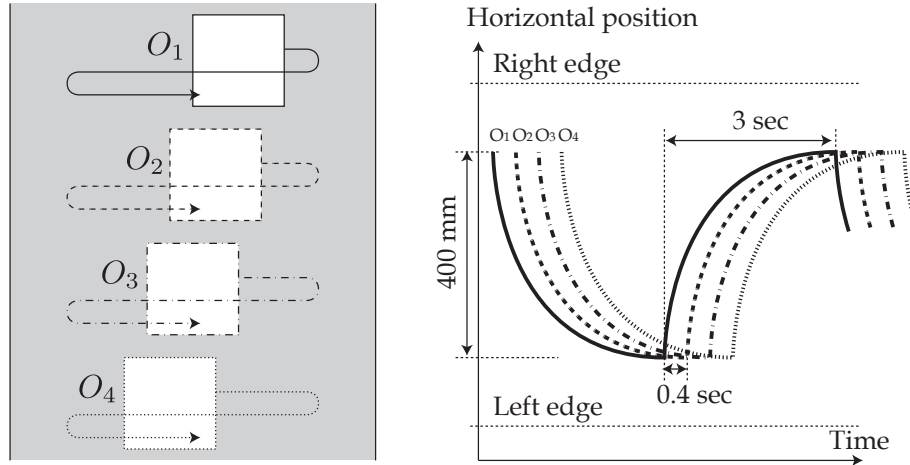 O1
O2
O3
O4
Horizontal position
Right edge
3 sec
O1 O2 O3 O4
400 mm
0.4 sec
Left edge
Time